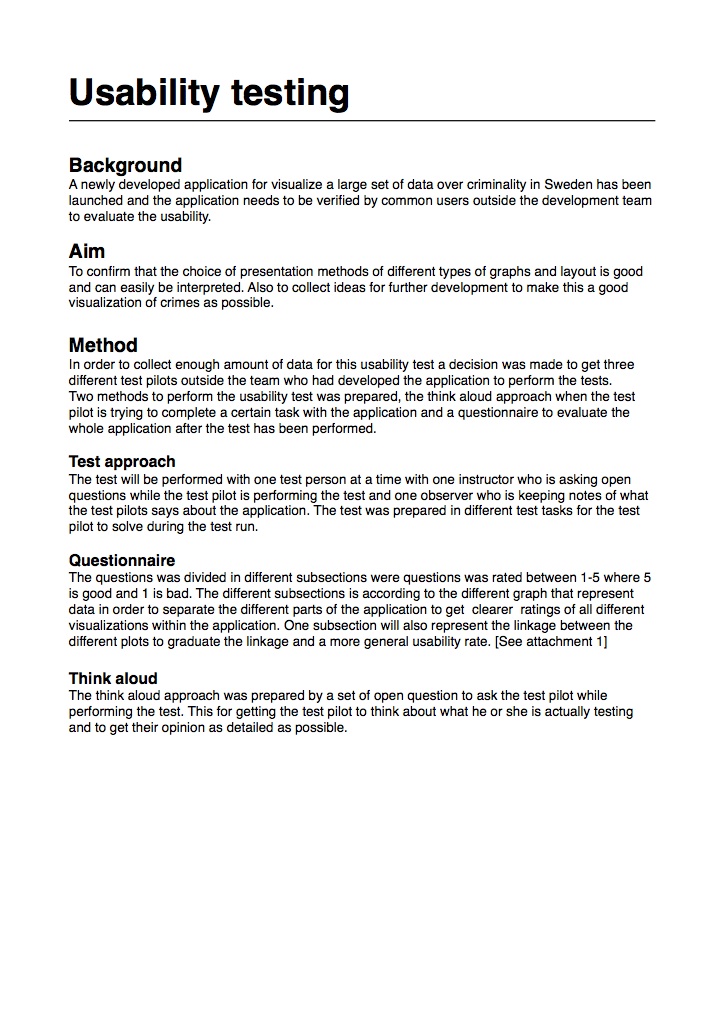 Usability testing
Background
A newly developed application for visualize a large set of data over criminality in Sweden has been
launched and the application needs to be verified by common users outside the development team
to evaluate the usability.
Aim
To confirm that the choice of presentation methods of different types of graphs and layout is good
and can easily be interpreted. Also to collect ideas for further development to make this a good
visualization of crimes as possible.
Method
In order to collect enough amount of data for this usability test a decision was made to get three
different test pilots outside the team who had developed the application to perform the tests.
Two methods to perform the usability test was prepared, the think aloud approach when the test
pilot is trying to complete a certain task with the application and a questionnaire to evaluate the
whole application after the test has been performed.
Test approach
The test will be performed with one test person at a time with one instructor who is asking open
questions while the test pilot is performing the test and one observer who is keeping notes of what
the test pilots says about the application. The test was prepared in different test tasks for the test
pilot to solve during the test run.
Questionnaire
The questions was divided in different subsections were questions was rated between 1-5 where 5
is good and 1 is bad. The different subsections is according to the different graph that represent
data in order to separate the different parts of the application to get  clearer  ratings of all different
visualizations within the application. One subsection will also represent the linkage between the
different plots to graduate the linkage and a more general usability rate. [See attachment 1]
Think aloud
The think aloud approach was prepared by a set of open question to ask the test pilot while
performing the test. This for getting the test pilot to think about what he or she is actually testing
and to get their opinion as detailed as possible.